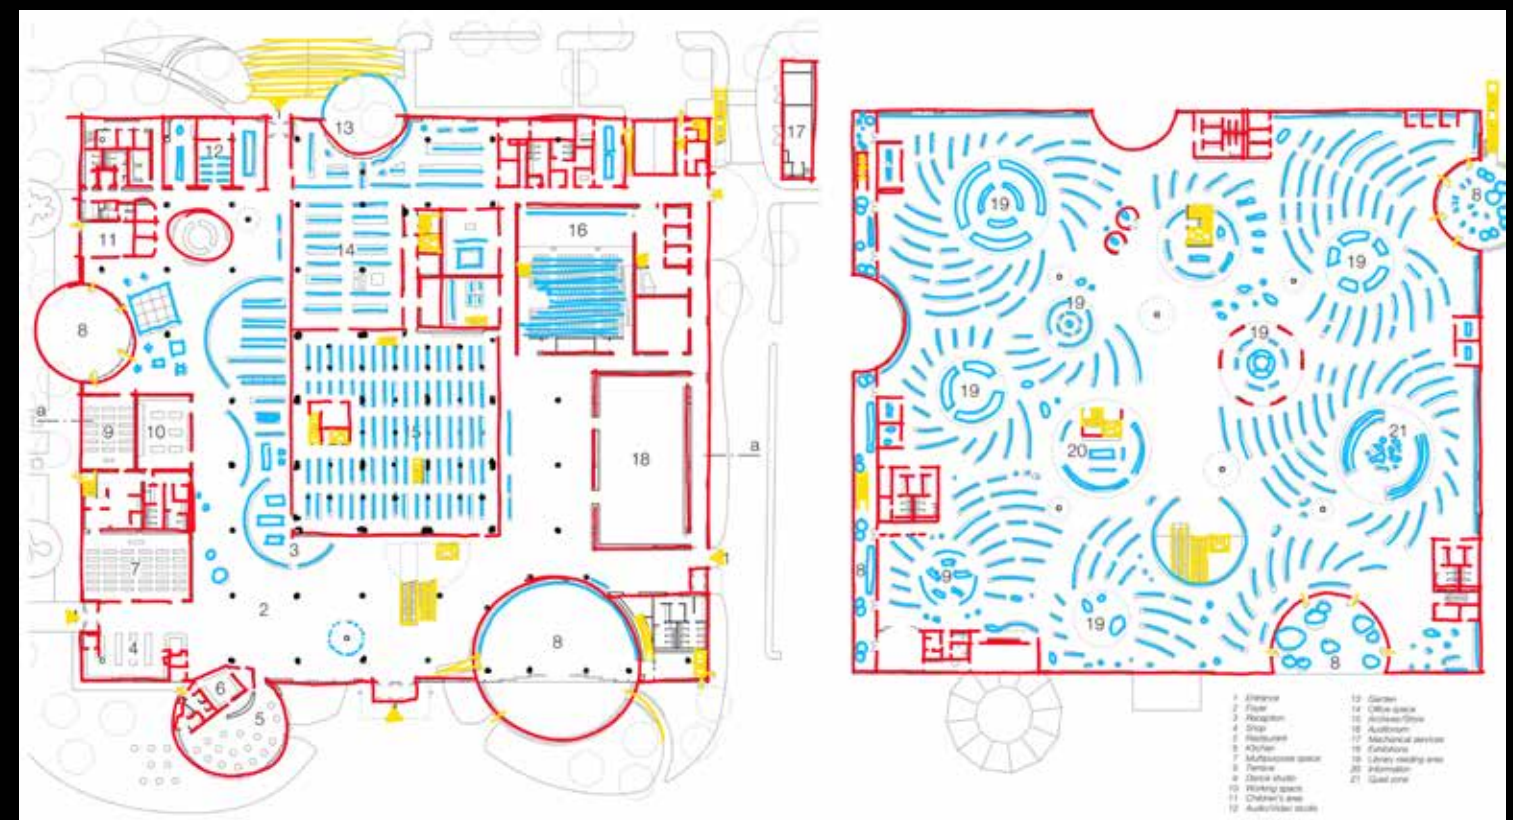 13
12
17
11
14
16
8
a
9
10
15
18
a
3
7
1
2
4
8
6
5
19
8
19
19
19
19
20
21
8
9
19
8
1 Entrance
2 Foyer
3 Reception
4 Shop
5 Restaurant
6 Kitchen
7 Multipurpose space
8 Terrace
9 Dance studio
10 Working space
11 Children's area
12 Audio/Video studio
13 Garden
14 Office space
15 Archives/Store
16 Auditorium
17 Mechanical services
18 Exhibitions
19 Library reading area
20 Information
21 Quiet zone